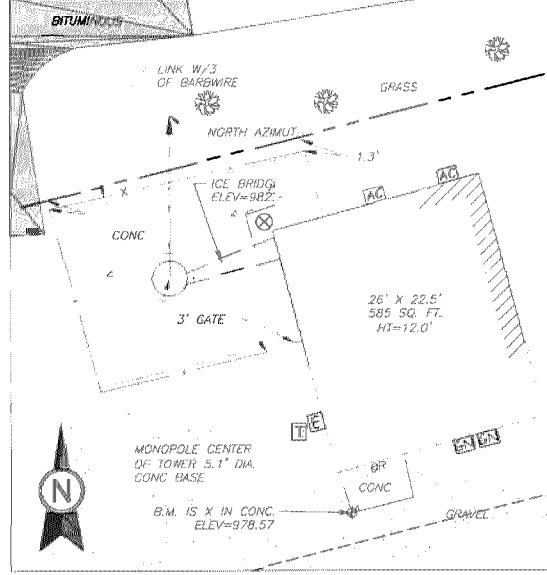 BITUMINOUS
LINK W/3
OF BARBWIRE
GRASS
NORTH AZIMUT
1.3'
ICE BRIDG
ELEV=982.
AC
AC
X
CONC
26' X 22.5'
585 SQ. FT.
HT=12.0'
3' GATE
T
E
GN GN
MONOPOLE CENTER
OF TOWER 5.1' DIA.
CONC BASE
BR
CONC
N
B.M. IS X IN CONC.
ELEV=978.57
GRAVEL